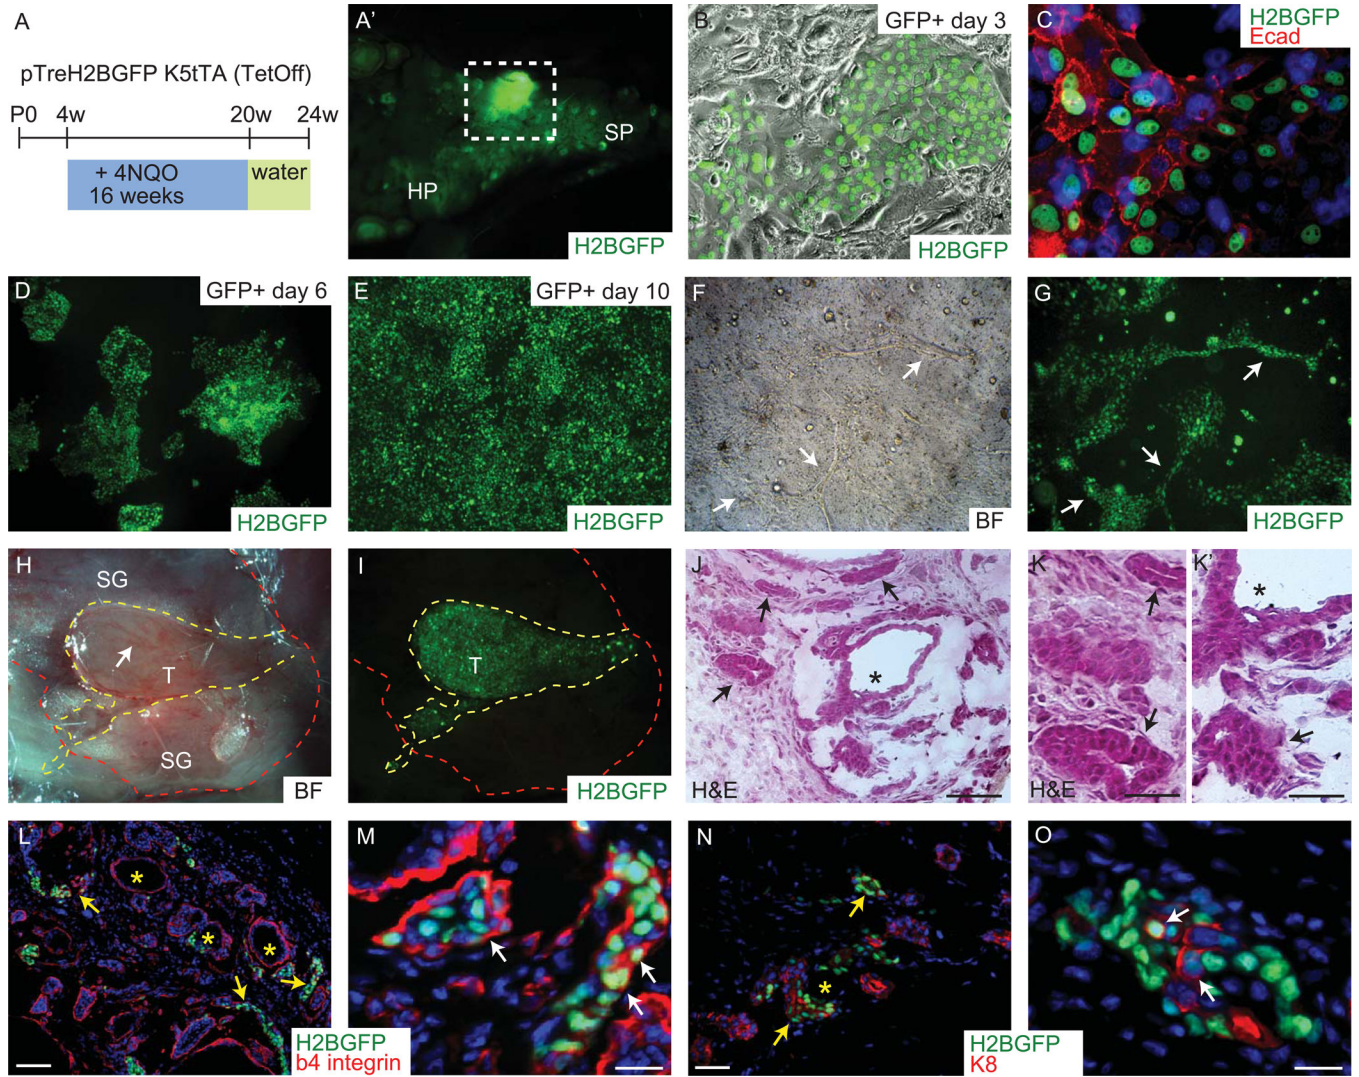 A
pTreH2BGFP K5tTA (TetOff)
P0 4w 20w 24w
+ 4NQO
16 weeks
water
A'
SP
HP
H2BGFP
B
GFP+ day 3
H2BGFP
C
H2BGFP
Ecad
D
GFP+ day 6
H2BGFP
E
GFP+ day 10
H2BGFP
F
BF
G
H2BGFP
H
SG
T
SG
BF
I
T
H2BGFP
J
*
H&E
K
H&E
K'
*
L
*
*
*
H2BGFP
b4 integrin
M
N
*
H2BGFP
K8
O